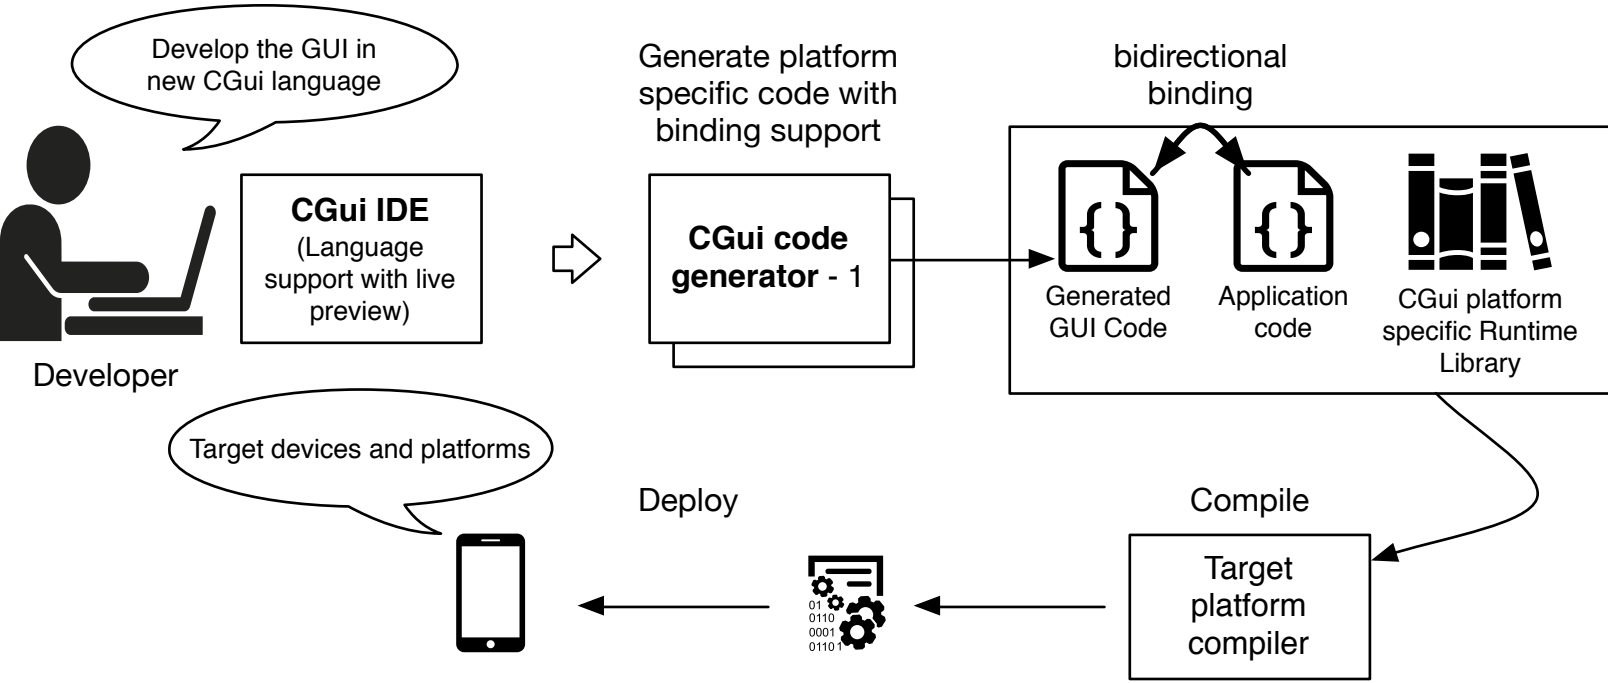 Develop the GUI in
new CGui language
Generate platform
specific code with
binding support
bidirectional
binding
CGui IDE
(Language
support with live
preview)
CGui code
generator - 1
Generated
GUI Code
Application
code
CGui platform
specific Runtime
Library
Developer
Target devices and platforms
Deploy
Compile
01
0110
0001
01101
Target
platform
compiler